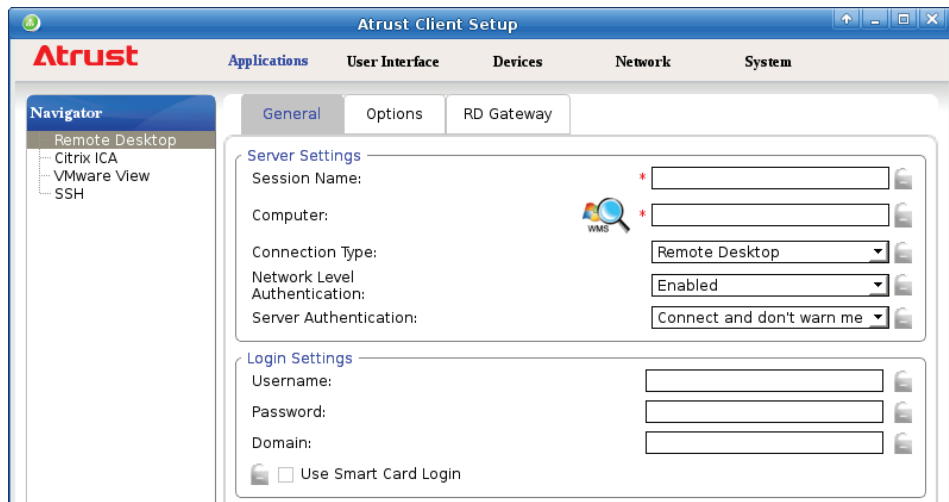 Atrust Client Setup
Atrust
Applications User Interface Devices Network System
Navigator
Remote Desktop
Citrix ICA
VMware View
SSH
General Options RD Gateway
Server Settings
Session Name: *
Computer: WMS *
Connection Type: Remote Desktop
Network Level
Authentication: Enabled
Server Authentication: Connect and don't warn me
Login Settings
Username:
Password:
Domain:
Use Smart Card Login